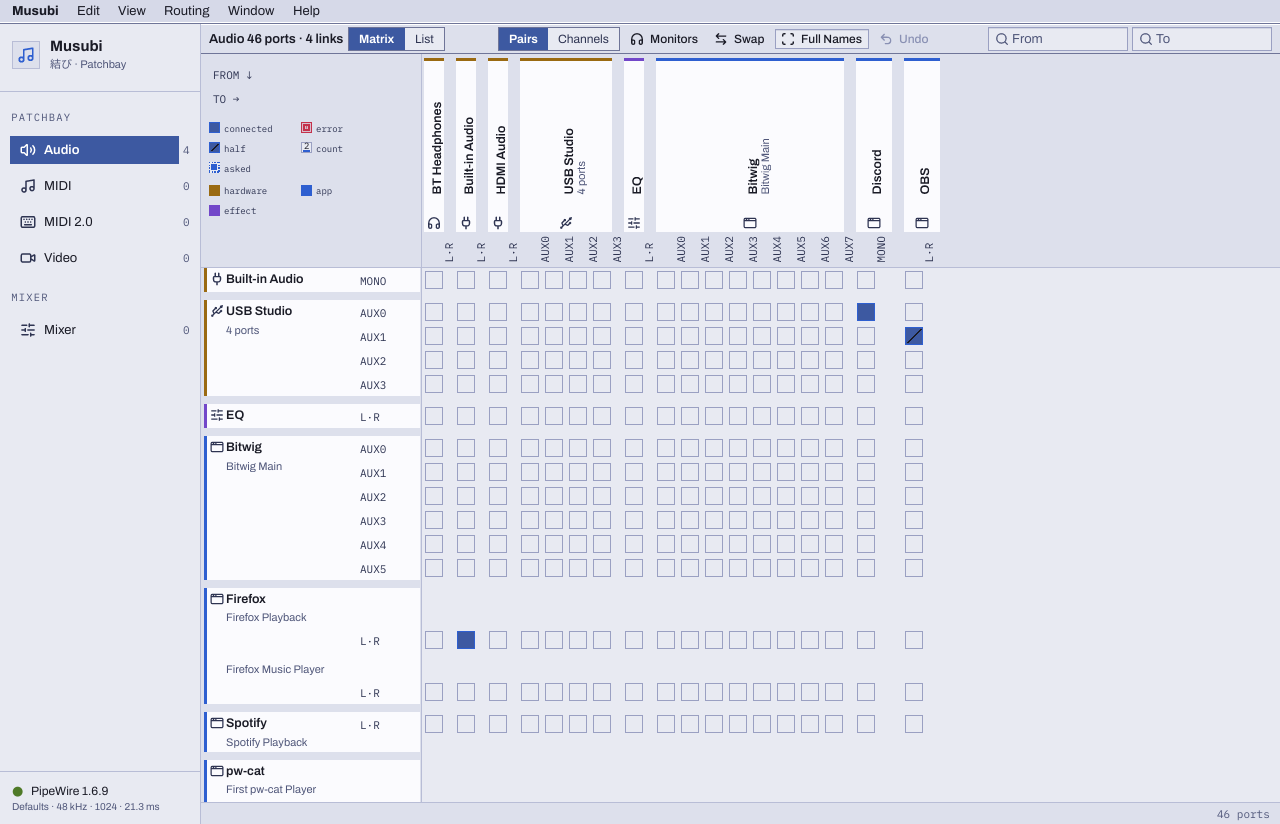 Musubi Edit View Routing Window Help
Musubi
結び · Patchbay
Audio 46 ports · 4 links Matrix List Pairs Channels Monitors Swap Full Names Undo From To
PATCHBAY
Audio 4
MIDI 0
MIDI 2.0 0
Video 0
MIXER
Mixer 0
PipeWire 1.6.9
Defaults · 48 kHz · 1024 · 21.3 ms
FROM ↓
TO →
connected error
half 2 count
asked
hardware app
effect
BT Headphones
Built-in Audio
HDMI Audio
USB Studio
4 ports
EQ
Bitwig
Bitwig Main
Discord
OBS
L·R L·R L·R AUX0 AUX1 AUX2 AUX3 L·R AUX0 AUX1 AUX2 AUX3 AUX4 AUX5 AUX6 AUX7 MONO L·R
Built-in Audio MONO
USB Studio AUX0
4 ports
AUX1
AUX2
AUX3
EQ L·R
Bitwig AUX0
Bitwig Main
AUX1
AUX2
AUX3
AUX4
AUX5
Firefox
Firefox Playback
L·R
Firefox Music Player
L·R
Spotify L·R
Spotify Playback
pw-cat
First pw-cat Player
46 ports